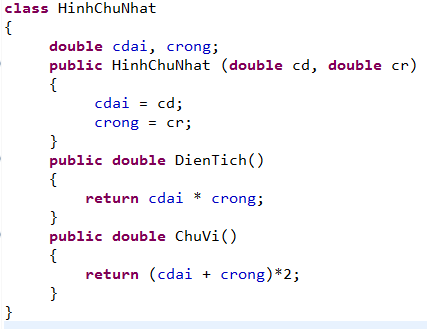 class HinhChuNhat
{
double cdai, crong;
public HinhChuNhat (double cd, double cr)
{
cdai = cd;
crong = cr;
}
public double DienTich()
{
return cdai * crong;
}
public double ChuVi()
{
return (cdai + crong)*2;
}
}